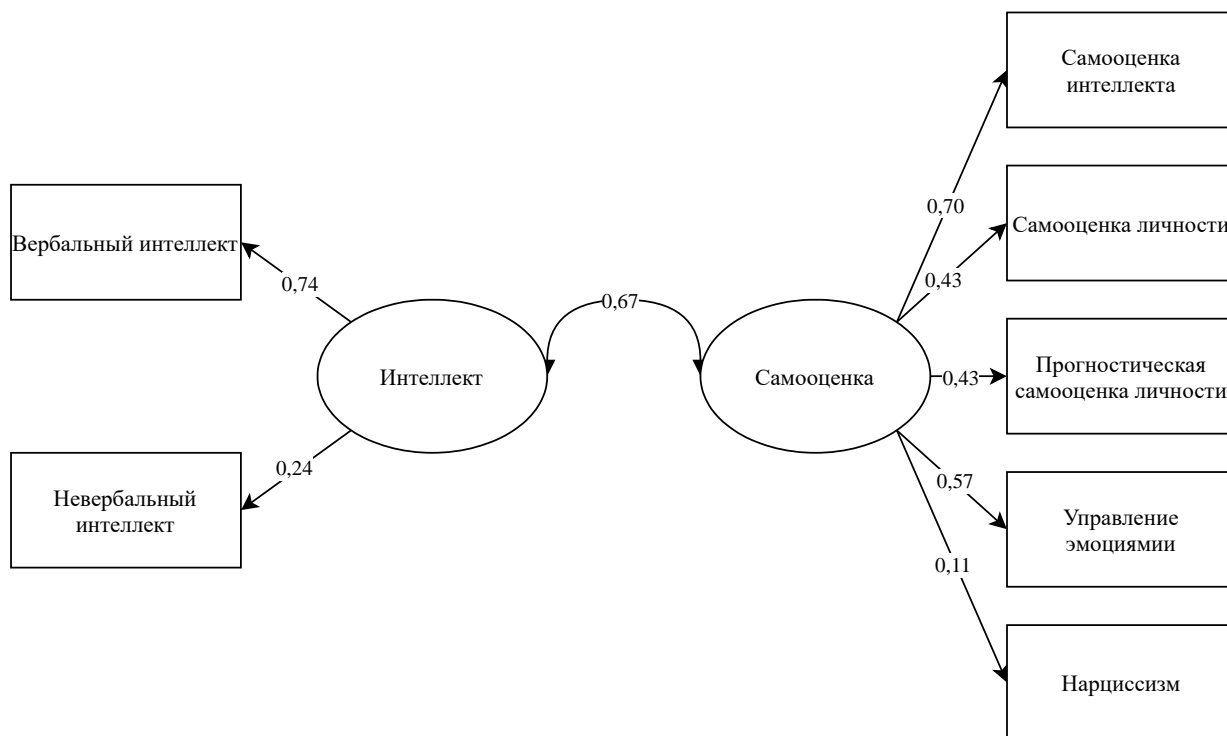 Самооценка
интеллекта
0,70
Вербальный интеллект
Самооценка личности
0,74
0,43
0,67
Интеллект
Самооценка
0,43
Прогностическая
самооценка личности
0,24
0,57
Невербальный
интеллект
Управление
эмоциямии
0,11
Нарциссизм